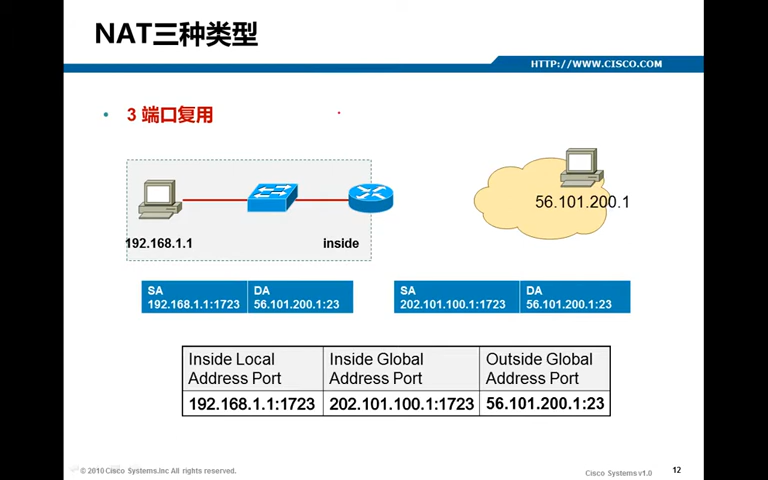 NAT三种类型
HTTP://WWW.CISCO.COM
• 3 端口复用
56.101.200.1
192.168.1.1
inside
SA DA
192.168.1.1:1723 56.101.200.1:23
SA DA
202.101.100.1:1723 56.101.200.1:23
Inside Local Inside Global Outside Global
Address Port Address Port Address Port
192.168.1.1:1723 202.101.100.1:1723 56.101.200.1:23
© 2010 Cisco Systems.Inc All rights reserved.
Cisco Systems v1.0
12